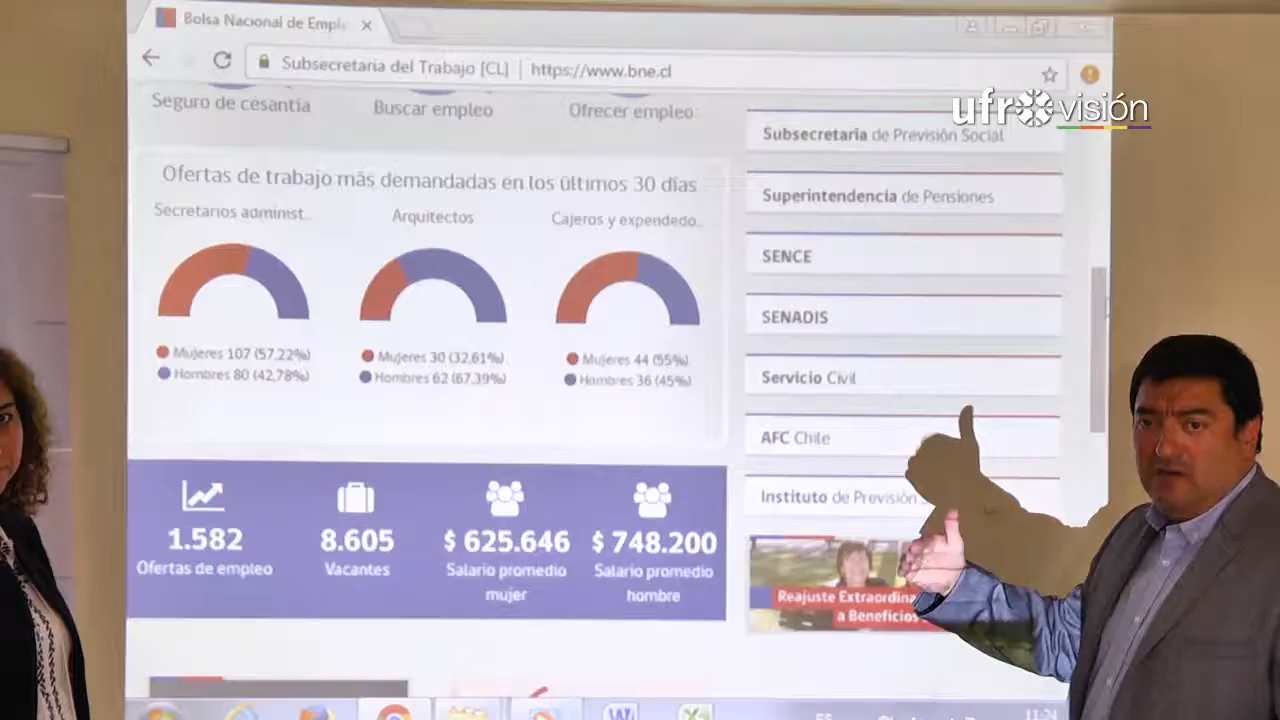 Bolsa Nacional de Emple
Subsecretaria del Trabajo [CL] | https://www.bne.cl
ufro visión
Seguro de cesantía
Buscar empleo
Ofrecer empleo
Ofertas de trabajo más demandadas en los últimos 30 días
Secretarios administ...
Mujeres 107 (57,22%)
Hombres 80 (42,78%)
Arquitectos
Mujeres 30 (32,61%)
Hombres 62 (67,39%)
Cajeros y expendedo...
Mujeres 44 (55%)
Hombres 36 (45%)
1.582
Ofertas de empleo
8.605
Vacantes
$ 625.646
Salario promedio
mujer
$ 748.200
Salario promedio
hombre
Subsecretaria de Previsión Social
Superintendencia de Pensiones
SENCE
SENADIS
Servicio Civil
AFC Chile
Instituto de Previsión
Reajuste Extraordina
a Beneficios
ES
11:24